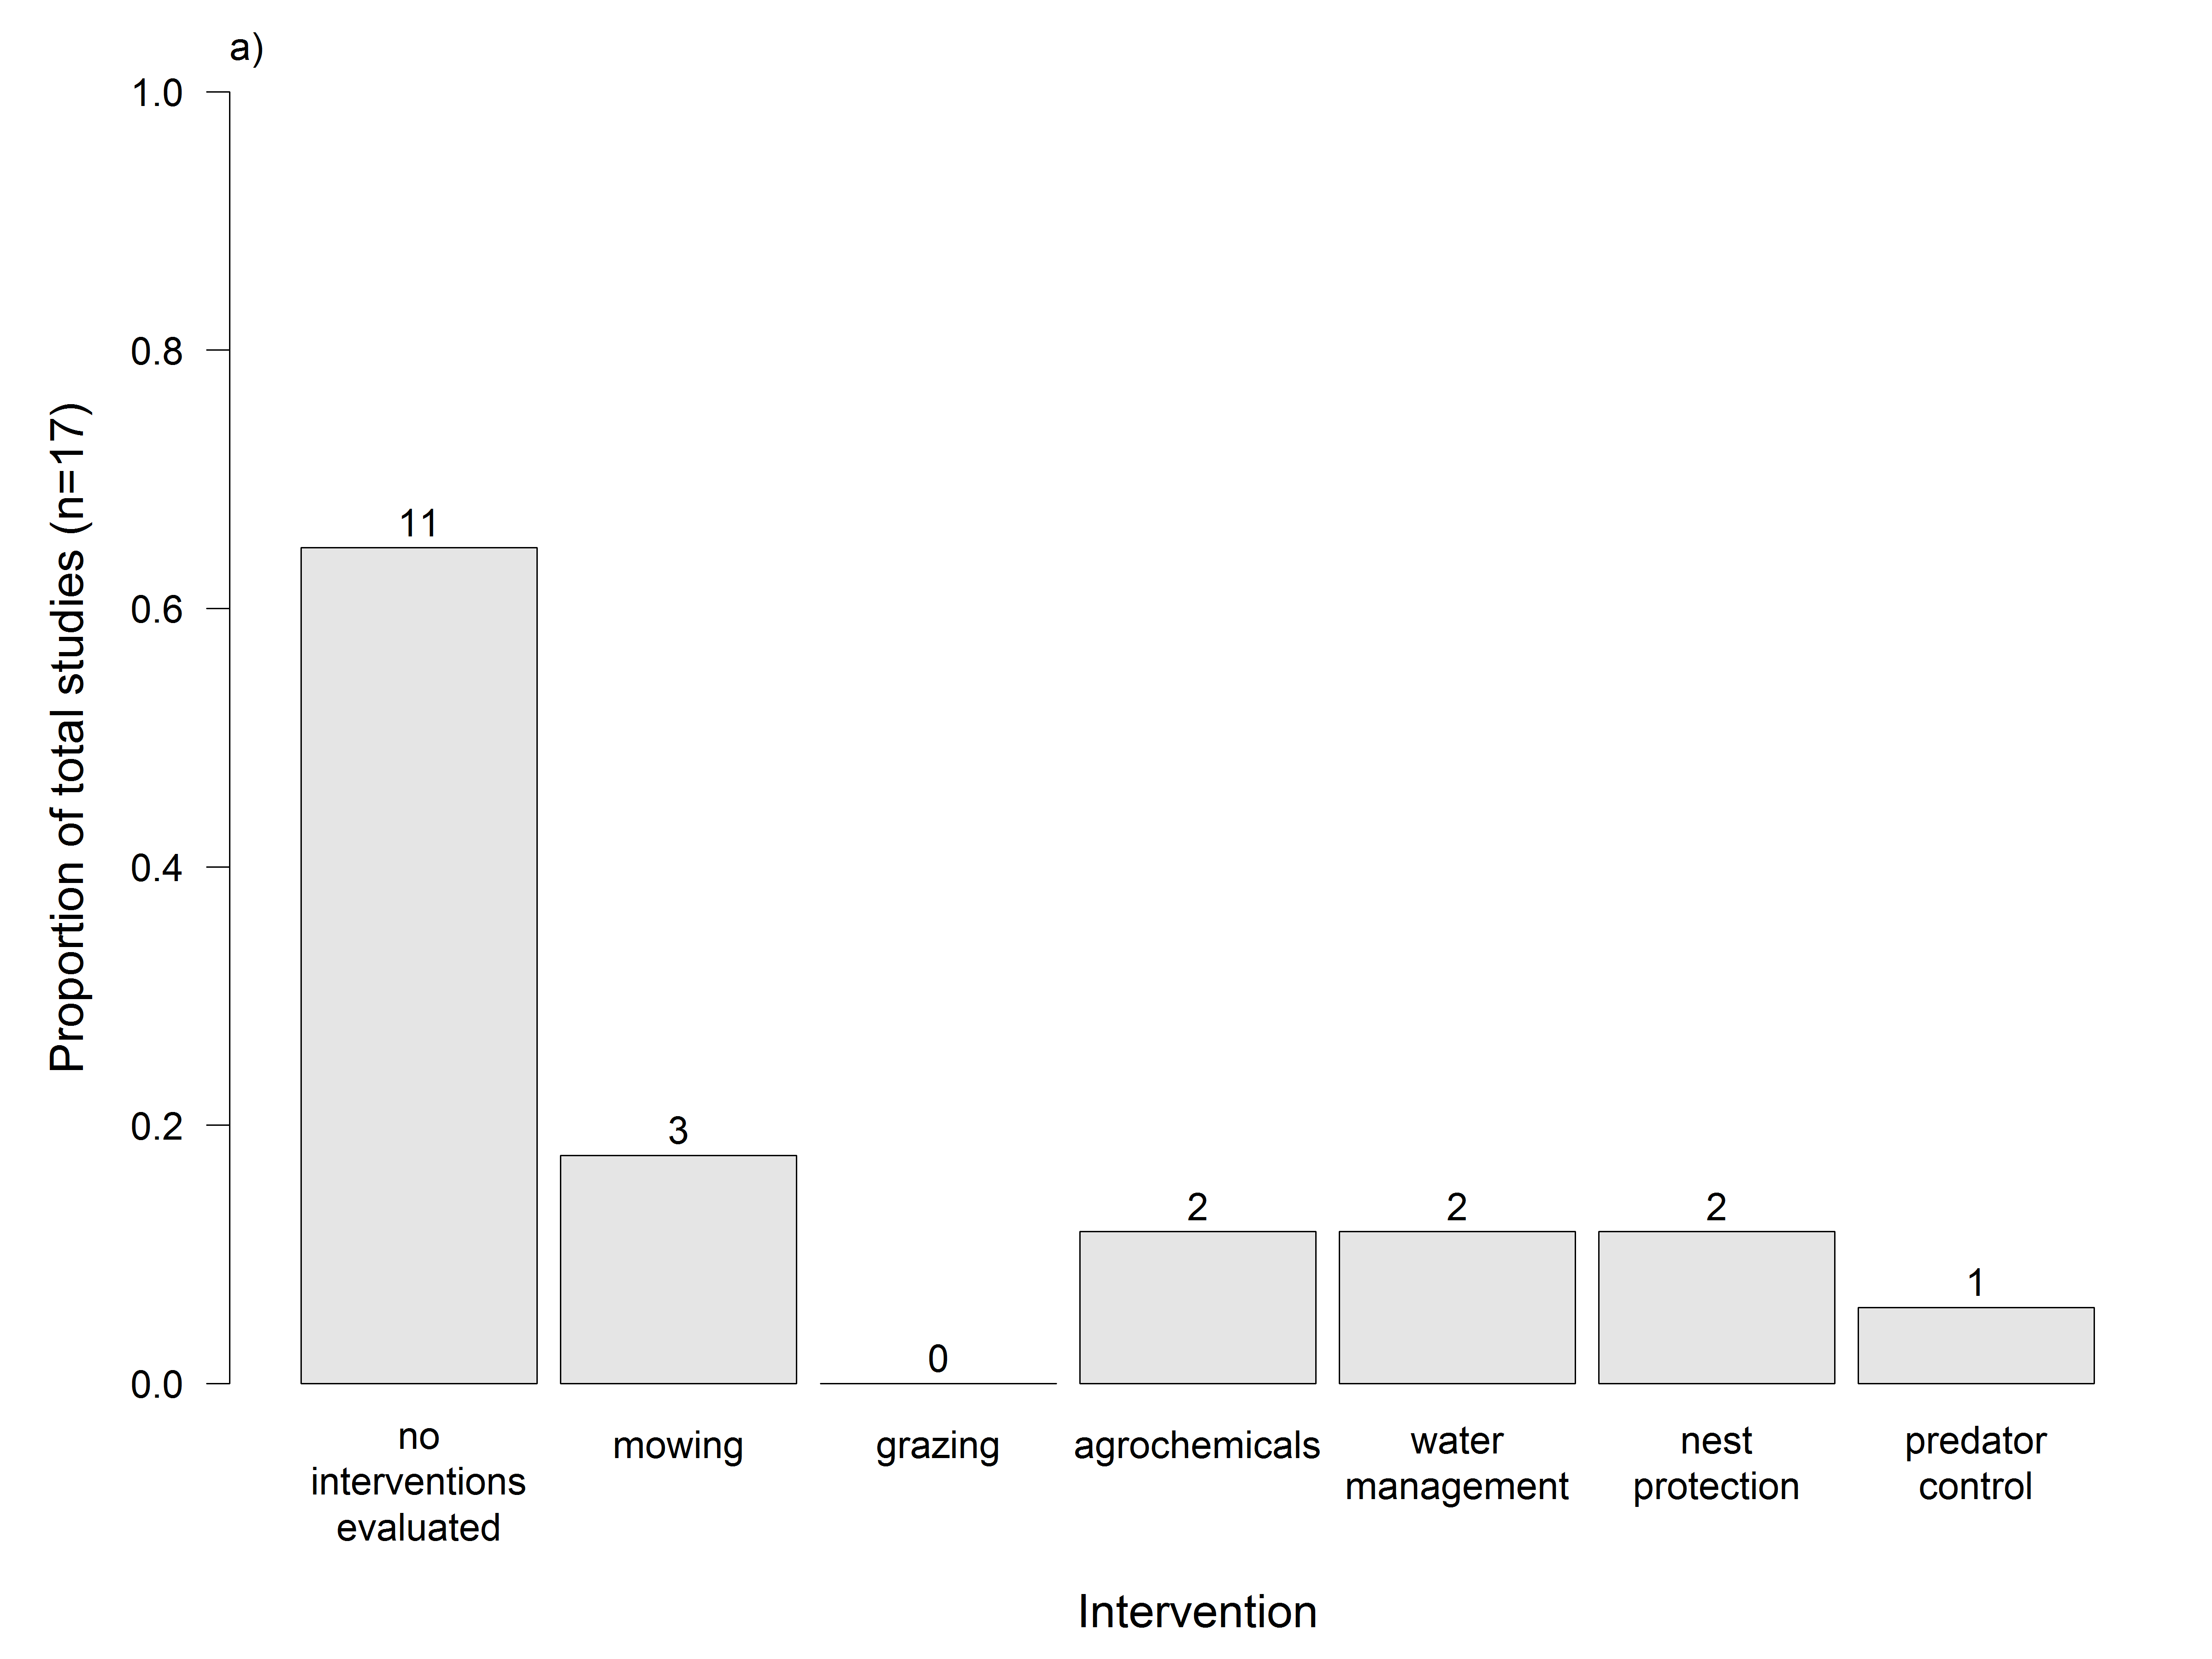 a)
Proportion of total studies (n=17)
1.0
0.8
0.6
0.4
0.2
0.0
11
3
0
2
2
2
1
no
interventions
evaluated
mowing
grazing
agrochemicals
water
management
nest
protection
predator
control
Intervention